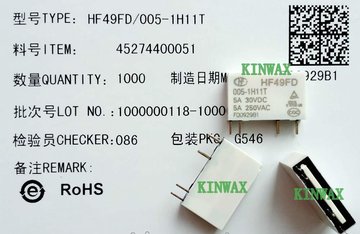 型号TYPE: HF49FD/005-1H11T
料号ITEM: 45274400051
数量QUANTITY: 1000 制造日期M
929B1
批次号LOT NO.:1000000118-1000
检验员CHECKER:086 包装PKG G546
备注REMARK:
RoHS
KINWAX
HF49FD
005-1H11T
5A 30VDC
5A 250VAC
KINWAX
KINWAX